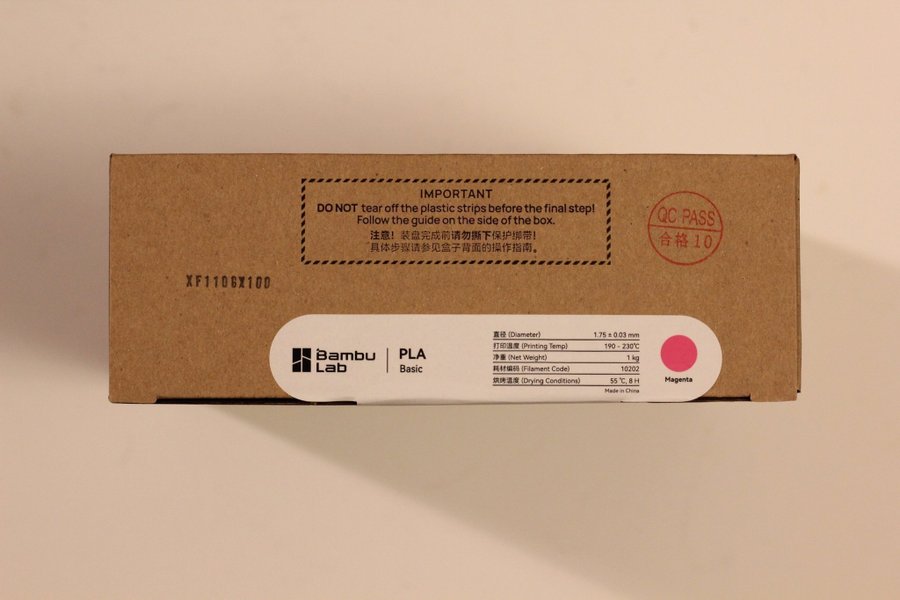 IMPORTANT
DO NOT tear off the plastic strips before the final step!
Follow the guide on the side of the box.
注意！装盘完成前请勿撕下保护绑带！
具体步骤请参见盒子背面的操作指南。
QC PASS
合格 10
XF110GX100
Bambu
Lab
PLA
Basic
直径 (Diameter) 1.75 ± 0.03 mm
打印温度 (Printing Temp) 190 - 230℃
净重 (Net Weight) 1 kg
耗材编码 (Filament Code) 10202
烘烤温度 (Drying Conditions) 55 ℃, 8 H
Made in China
Magenta